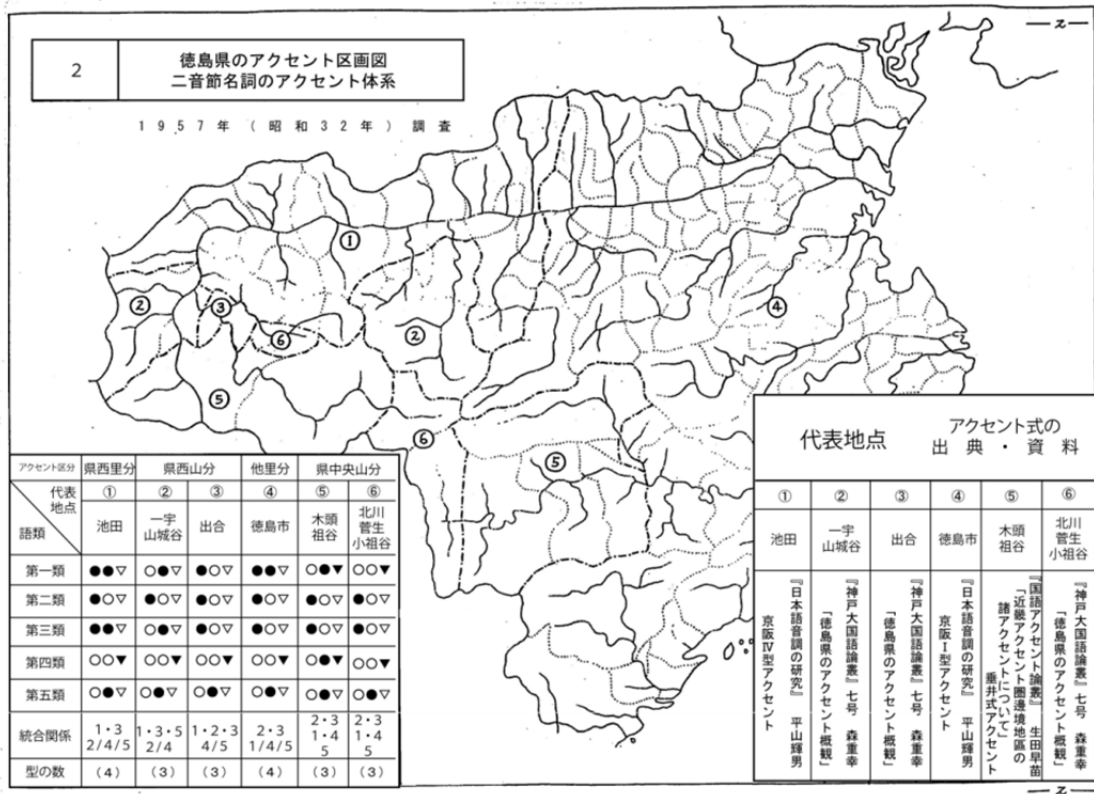 2
徳島県のアクセント区画図
二音節名詞のアクセント体系
1957年(昭和32年)調査
①
②
③
⑥
②
④
⑤
⑥
⑤
アクセント区分 県西里分 県西山分 他里分 県中央山分
代表地点 ① ② ③ ④ ⑤ ⑥
語類 池田 一宇 山城谷 出合 徳島市 木頭 祖谷 北川 菅生 小祖谷
第一類 ●●▽ ○●▽ ●○▽ ●●▽ ○●▼ ○○▼
第二類 ●○▽ ●○▽ ●○▽ ●○▽ ●○▽ ●○▽
第三類 ●●▽ ○●▽ ●○▽ ●○▽ ●○▽ ●○▽
第四類 ○○▼ ○○▼ ○○▼ ○○▼ ○●▼ ○○▼
第五類 ○●▽ ○●▽ ○●▽ ○●▽ ○●▽ ○●▽
統合関係 1・3 2/4/5 1・3・5 2/4 1・2・3 4/5 2・3 1/4/5 2・3 1・4 5 2・3 1・4 5
型の数 (4) (3) (3) (4) (3) (3)
代表地点 アクセント式の出典・資料
① ② ③ ④ ⑤ ⑥
池田 一宇 山城谷 出合 徳島市 木頭 祖谷 北川 菅生 小祖谷
『日本語音調の研究』 平山輝男
京阪Ⅳ型アクセント
『神戸大国語論叢』七号 森重幸
「徳島県のアクセント概観」
『神戸大国語論叢』七号 森重幸
「徳島県のアクセント概観」
『日本語音調の研究』 平山輝男
京阪Ⅰ型アクセント
『国語アクセント論叢』 生田早苗
「近畿アクセント圏邊境地區の
諸アクセントについて」
垂井式アクセント
『神戸大国語論叢』七号 森重幸
「徳島県のアクセント概観」